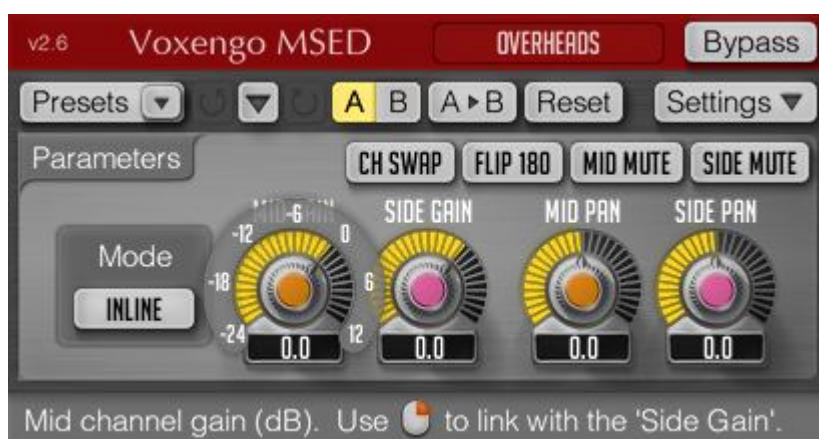 v2.6 Voxengo MSED OVERHEADS Bypass
Presets A B A▶B Reset Settings
Parameters CH SWAP FLIP 180 MID MUTE SIDE MUTE
-6 SIDE GAIN MID PAN SIDE PAN
-12 0
Mode
-18 6
INLINE
-24 12
0.0 0.0 0.0 0.0
Mid channel gain (dB). Use to link with the 'Side Gain'.